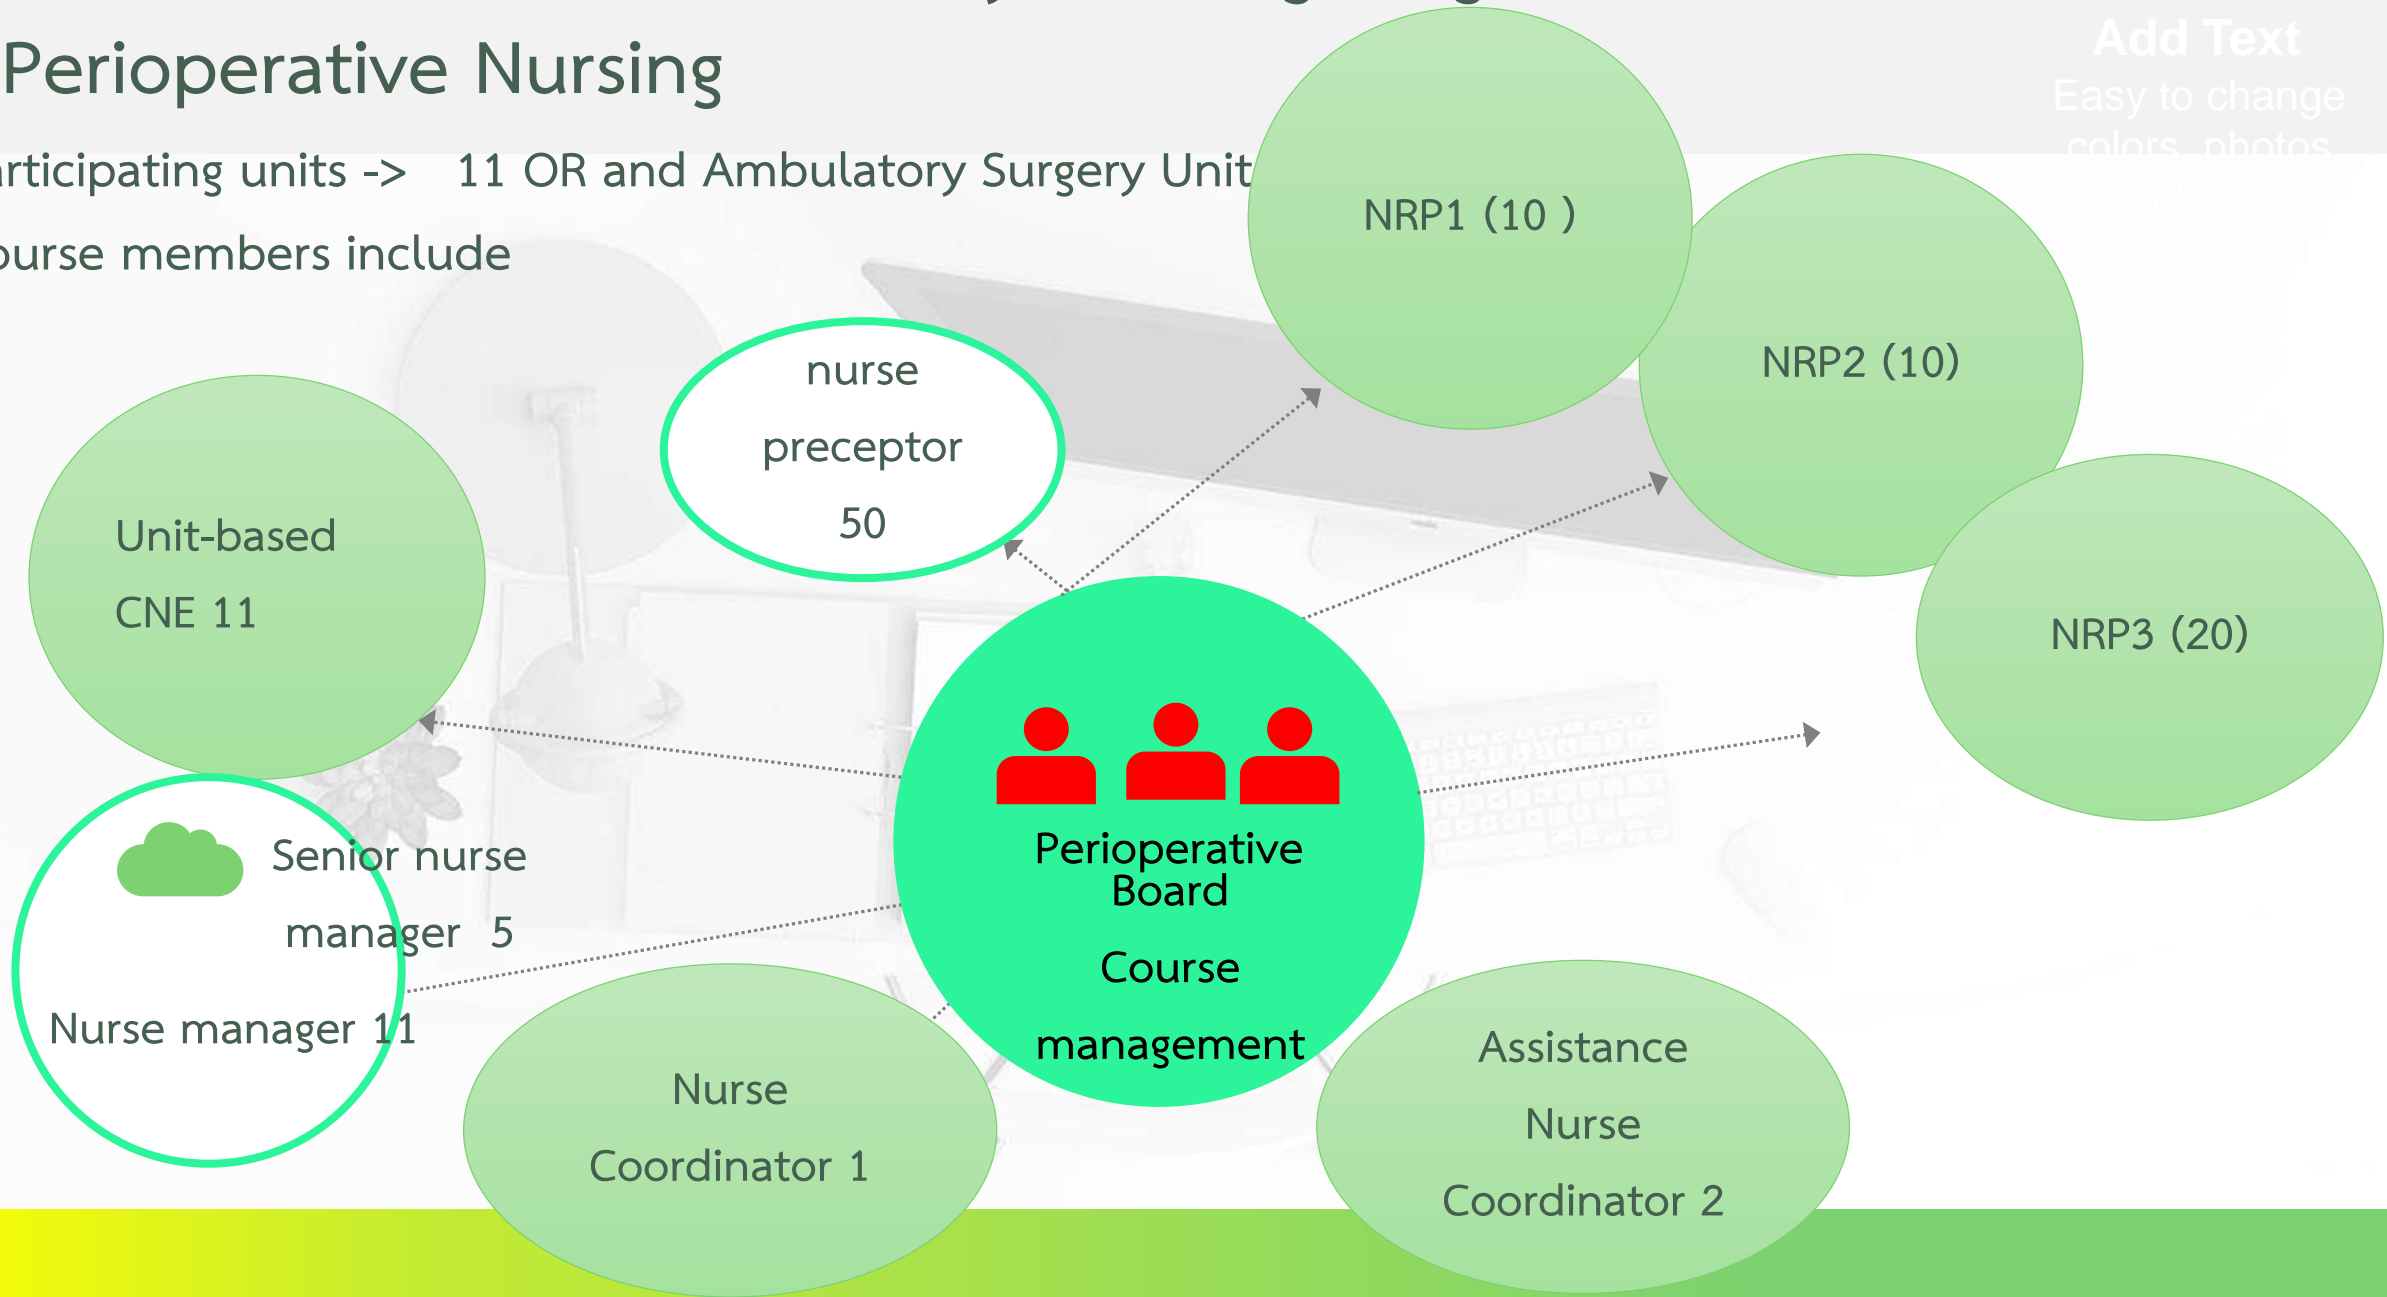 Perioperative Nursing
Add Text
Easy to change
colors, photos
and Text
rticipating units -> 11 OR and Ambulatory Surgery Unit
ourse members include
NRP1 (10 )
NRP2 (10)
NRP3 (20)
nurse
preceptor
50
Unit-based
CNE 11
Senior nurse
manager 5
Nurse manager 11
Perioperative
Board
Course
management
Nurse
Coordinator 1
Assistance
Nurse
Coordinator 2